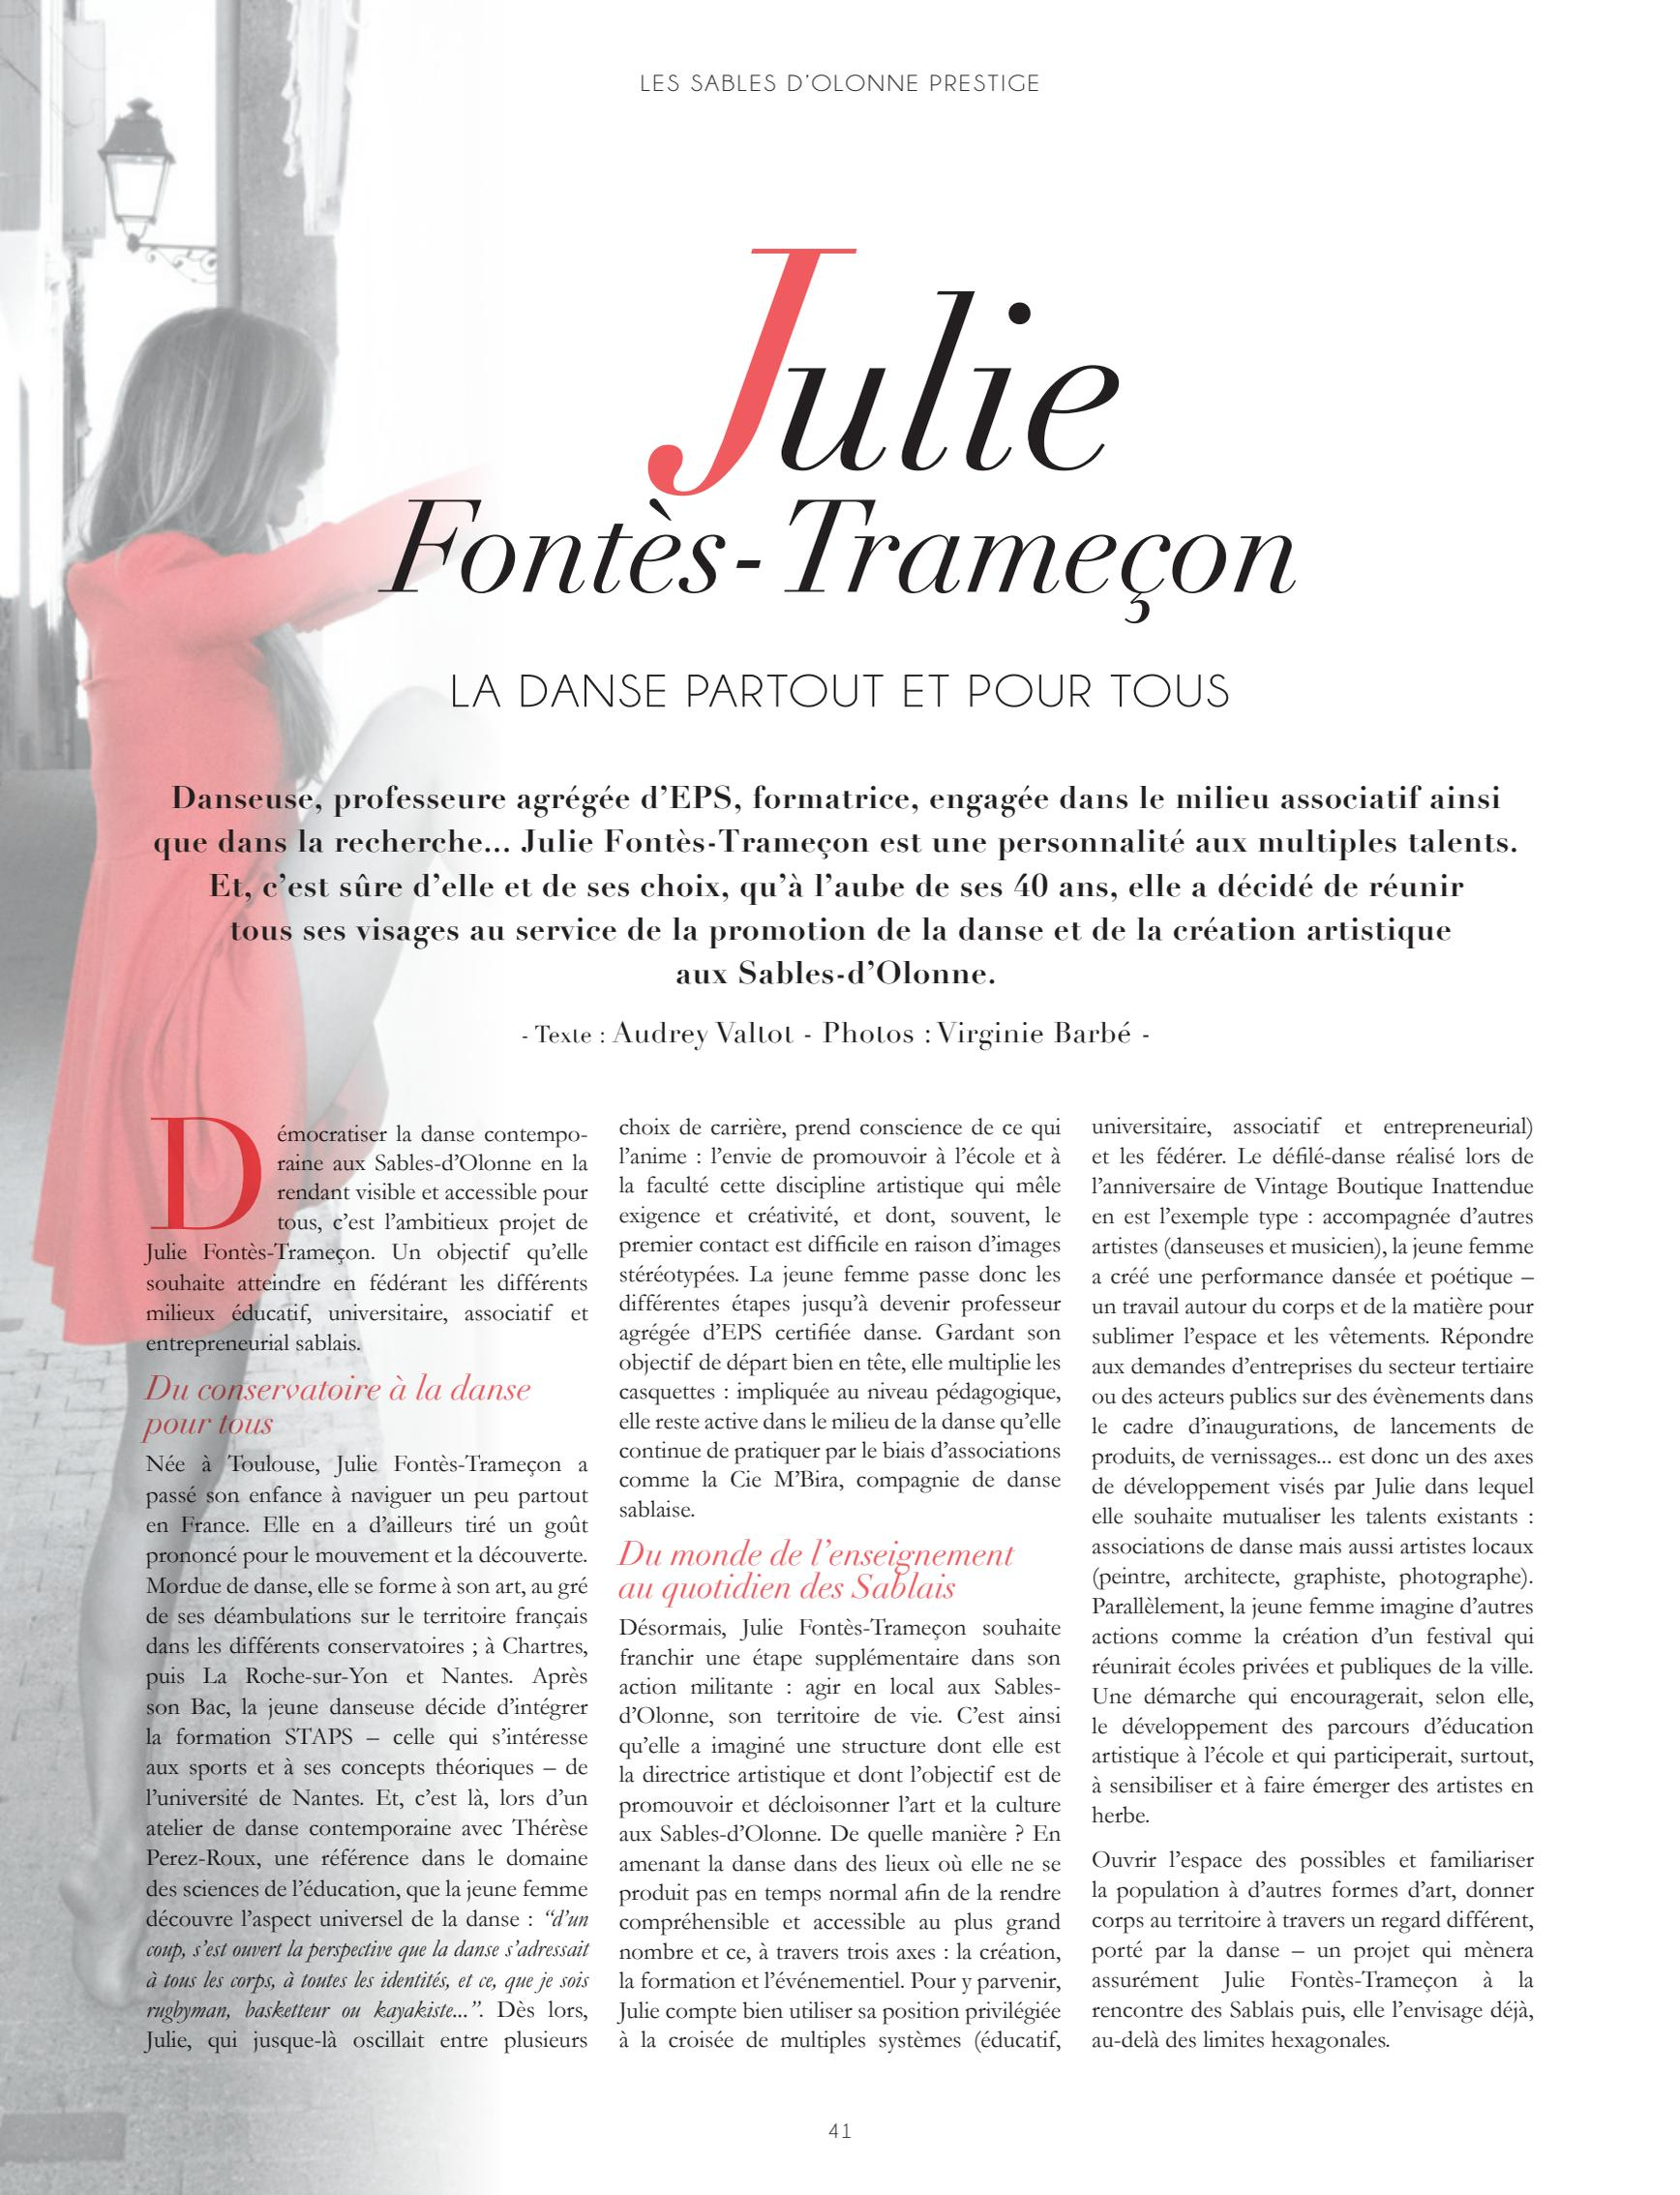 LES SABLES D'OLONNE PRESTIGE
Julie
Fontès-Trameçon
LA DANSE PARTOUT ET POUR TOUS
Danseuse, professeure agrégée d'EPS, formatrice, engagée dans le milieu associatif ainsi
que dans la recherche... Julie Fontès-Trameçon est une personnalité aux multiples talents.
Et, c'est sûre d'elle et de ses choix, qu'à l'aube de ses 40 ans, elle a décidé de réunir
tous ses visages au service de la promotion de la danse et de la création artistique
aux Sables-d'Olonne.
- Texte : Audrey Valtot - Photos : Virginie Barbé -
Démocratiser la danse contempo-
raine aux Sables-d'Olonne en la
rendant visible et accessible pour
tous, c'est l'ambitieux projet de
Julie Fontès-Trameçon. Un objectif qu'elle
souhaite atteindre en fédérant les différents
milieux éducatif, universitaire, associatif et
entrepreneurial sablais.
Du conservatoire à la danse
pour tous
Née à Toulouse, Julie Fontès-Trameçon a
passé son enfance à naviguer un peu partout
en France. Elle en a d'ailleurs tiré un goût
prononcé pour le mouvement et la découverte.
Mordue de danse, elle se forme à son art, au gré
de ses déambulations sur le territoire français
dans les différents conservatoires ; à Chartres,
puis La Roche-sur-Yon et Nantes. Après
son Bac, la jeune danseuse décide d'intégrer
la formation STAPS – celle qui s'intéresse
aux sports et à ses concepts théoriques – de
l'université de Nantes. Et, c'est là, lors d'un
atelier de danse contemporaine avec Thérèse
Perez-Roux, une référence dans le domaine
des sciences de l'éducation, que la jeune femme
découvre l'aspect universel de la danse : “d'un
coup, s'est ouvert la perspective que la danse s'adressait
à tous les corps, à toutes les identités, et ce, que je sois
rugbyman, basketteur ou kayakiste...”. Dès lors,
Julie, qui jusque-là oscillait entre plusieurs
choix de carrière, prend conscience de ce qui
l'anime : l'envie de promouvoir à l'école et à
la faculté cette discipline artistique qui mêle
exigence et créativité, et dont, souvent, le
premier contact est difficile en raison d'images
stéréotypées. La jeune femme passe donc les
différentes étapes jusqu'à devenir professeur
agrégée d'EPS certifiée danse. Gardant son
objectif de départ bien en tête, elle multiplie les
casquettes : impliquée au niveau pédagogique,
elle reste active dans le milieu de la danse qu'elle
continue de pratiquer par le biais d'associations
comme la Cie M'Bira, compagnie de danse
sablaise.
Du monde de l'enseignement
au quotidien des Sablais
Désormais, Julie Fontès-Trameçon souhaite
franchir une étape supplémentaire dans son
action militante : agir en local aux Sables-
d'Olonne, son territoire de vie. C'est ainsi
qu'elle a imaginé une structure dont elle est
la directrice artistique et dont l'objectif est de
promouvoir et décloisonner l'art et la culture
aux Sables-d'Olonne. De quelle manière ? En
amenant la danse dans des lieux où elle ne se
produit pas en temps normal afin de la rendre
compréhensible et accessible au plus grand
nombre et ce, à travers trois axes : la création,
la formation et l'événementiel. Pour y parvenir,
Julie compte bien utiliser sa position privilégiée
à la croisée de multiples systèmes (éducatif,
universitaire, associatif et entrepreneurial)
et les fédérer. Le défilé-danse réalisé lors de
l'anniversaire de Vintage Boutique Inattendue
en est l'exemple type : accompagnée d'autres
artistes (danseuses et musicien), la jeune femme
a créé une performance dansée et poétique –
un travail autour du corps et de la matière pour
sublimer l'espace et les vêtements. Répondre
aux demandes d'entreprises du secteur tertiaire
ou des acteurs publics sur des évènements dans
le cadre d'inaugurations, de lancements de
produits, de vernissages... est donc un des axes
de développement visés par Julie dans lequel
elle souhaite mutualiser les talents existants :
associations de danse mais aussi artistes locaux
(peintre, architecte, graphiste, photographe).
Parallèlement, la jeune femme imagine d'autres
actions comme la création d'un festival qui
réunirait écoles privées et publiques de la ville.
Une démarche qui encouragerait, selon elle,
le développement des parcours d'éducation
artistique à l'école et qui participerait, surtout,
à sensibiliser et à faire émerger des artistes en
herbe.
Ouvrir l'espace des possibles et familiariser
la population à d'autres formes d'art, donner
corps au territoire à travers un regard différent,
porté par la danse – un projet qui mènera
assurément Julie Fontès-Trameçon à la
rencontre des Sablais puis, elle l'envisage déjà,
au-delà des limites hexagonales.
41